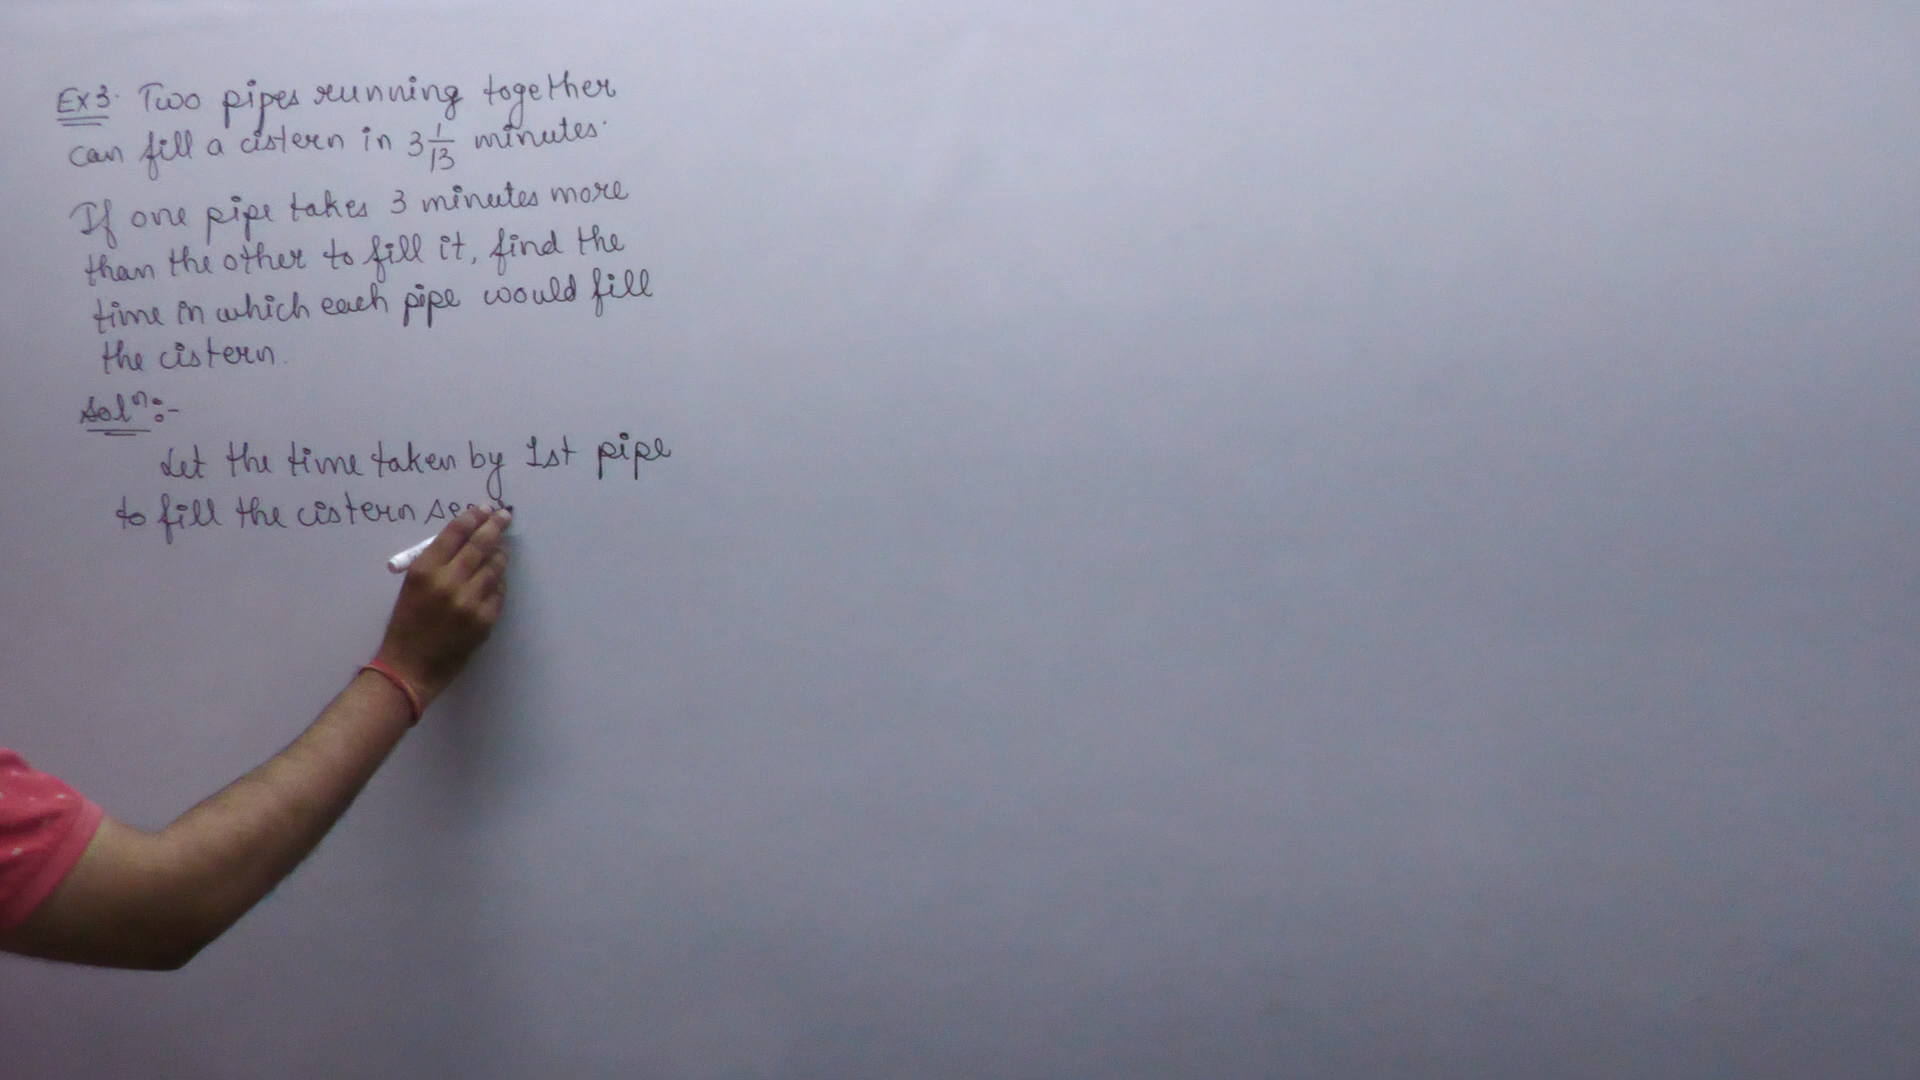 Ex3. Two pipes running together
can fill a cistern in 3 1/13 minutes.
If one pipe takes 3 minutes more
than the other to fill it, find the
time in which each pipe would fill
the cistern.
Solⁿ:-
Let the time taken by 1st pipe
to fill the cistern